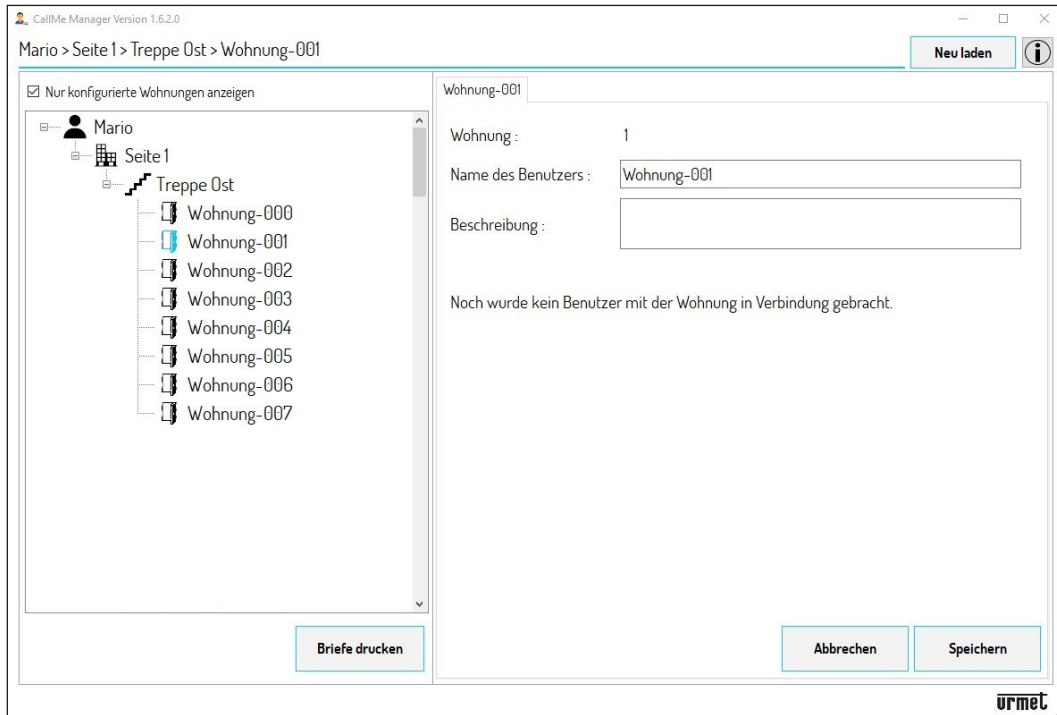 CallMe Manager Version 1.6.2.0
Mario > Seite 1 > Treppe Ost > Wohnung-001
Neu laden
Nur konfigurierte Wohnungen anzeigen
Mario
Seite 1
Treppe Ost
Wohnung-000
Wohnung-001
Wohnung-002
Wohnung-003
Wohnung-004
Wohnung-005
Wohnung-006
Wohnung-007
Briefe drucken
Wohnung-001
Wohnung : 1
Name des Benutzers : Wohnung-001
Beschreibung :
Noch wurde kein Benutzer mit der Wohnung in Verbindung gebracht.
Abbrechen Speichern
urmet